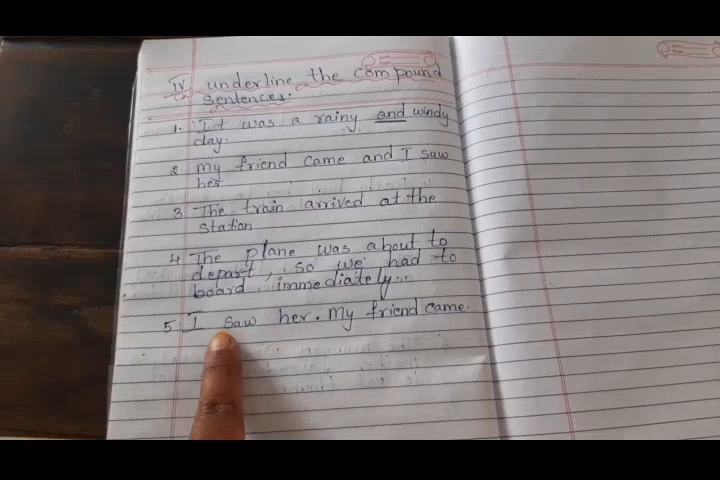 IV underline the compound
sentences.
1. It was a rainy and windy
day.
2 My friend came and I saw
her
3 The train arrived at the
station
4 The plane was about to
depart, so we had to
board immediately.
5 I saw her. My friend came.